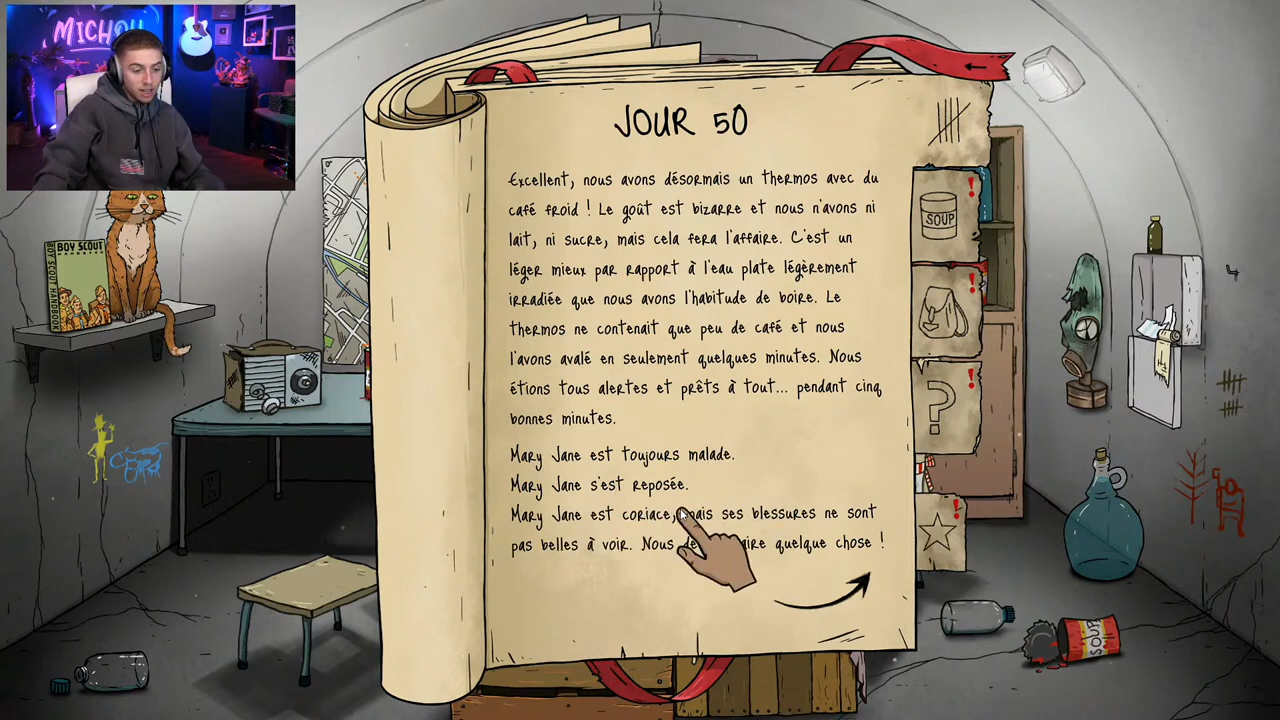 MICHOU
JOUR 50
Excellent, nous avons désormais un thermos avec du
café froid ! Le goût est bizarre et nous n'avons ni
lait, ni sucre, mais cela fera l'affaire. C'est un
léger mieux par rapport à l'eau plate légèrement
irradiée que nous avons l'habitude de boire. Le
thermos ne contenait que peu de café et nous
l'avons avalé en seulement quelques minutes. Nous
étions tous alertes et prêts à tout... pendant cinq
bonnes minutes.
Mary Jane est toujours malade.
Mary Jane s'est reposée.
Mary Jane est coriace, mais ses blessures ne sont
pas belles à voir. Nous quelque chose !
!
SOUP
!
!
?
!
BOY SCOUT
HANDBOOK
BOY SCOUT HANDBOOK
SOUP